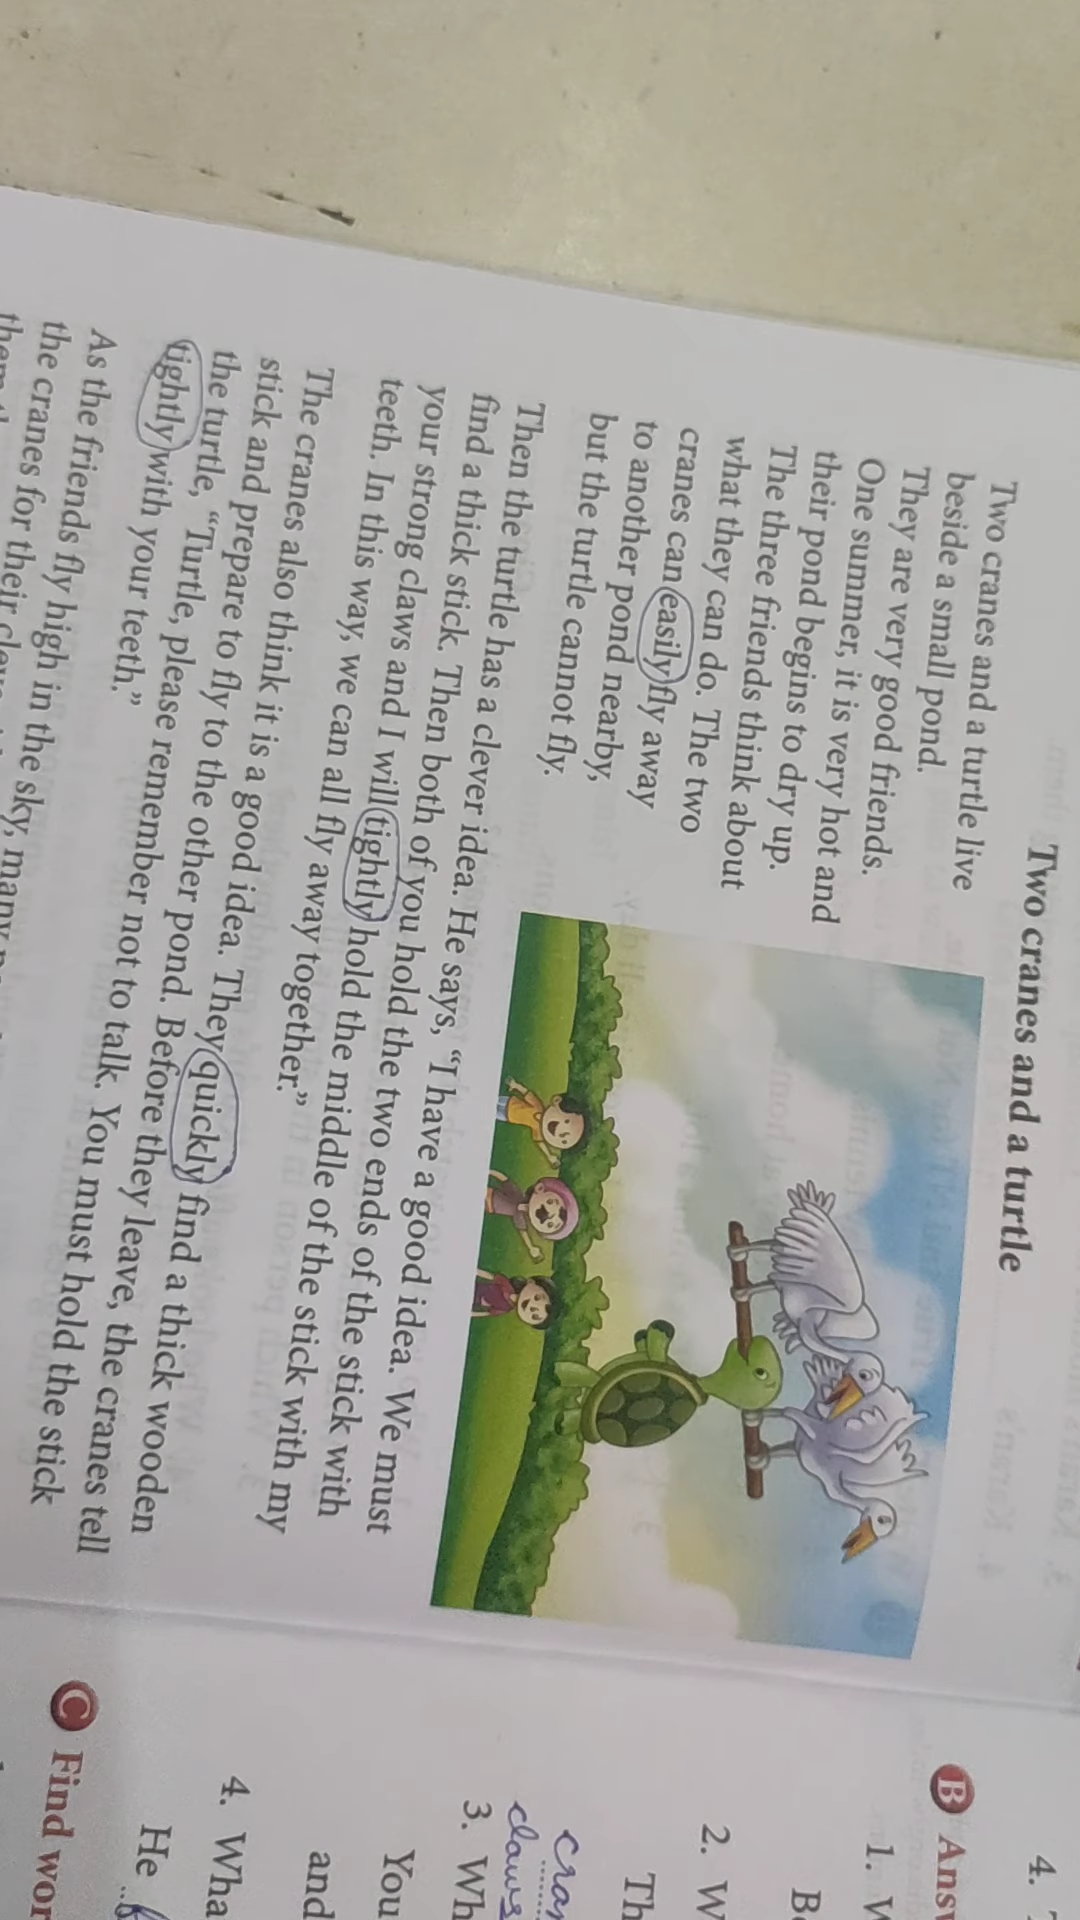 Two cranes and a turtle
Two cranes and a turtle live
beside a small pond.
They are very good friends.
One summer, it is very hot and
their pond begins to dry up.
The three friends think about
what they can do. The two
cranes can easily fly away
to another pond nearby,
but the turtle cannot fly.
Then the turtle has a clever idea. He says, “I have a good idea. We must
find a thick stick. Then both of you hold the two ends of the stick with
your strong claws and I will tightly hold the middle of the stick with my
teeth. In this way, we can all fly away together.”
The cranes also think it is a good idea. They quickly find a thick wooden
stick and prepare to fly to the other pond. Before they leave, the cranes tell
the turtle, “Turtle, please remember not to talk. You must hold the stick
tightly with your teeth.”
As the friends fly high in the sky, many
the cranes for their
4.
B
1.
2.
claws
3.
You
and
4.
He
C Find